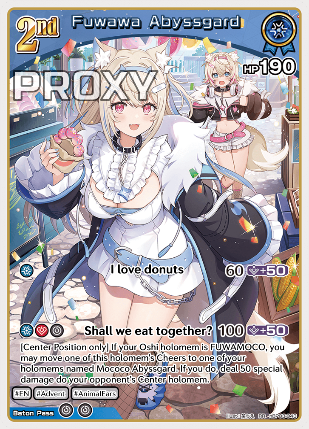 2nd
Fuwawa Abyssgard
HP190
PROXY
I love donuts 60 +50
Shall we eat together? 100 +50
[Center Position only] If your Oshi holomem is FUWAMOCO, you
may move one of this holomem's Cheers to one of your
holomems named Mococo Abyssgard. If you do, deal 50 special
damage do your opponent's Center holomem.
#EN #Advent #AnimalEars
Baton Pass